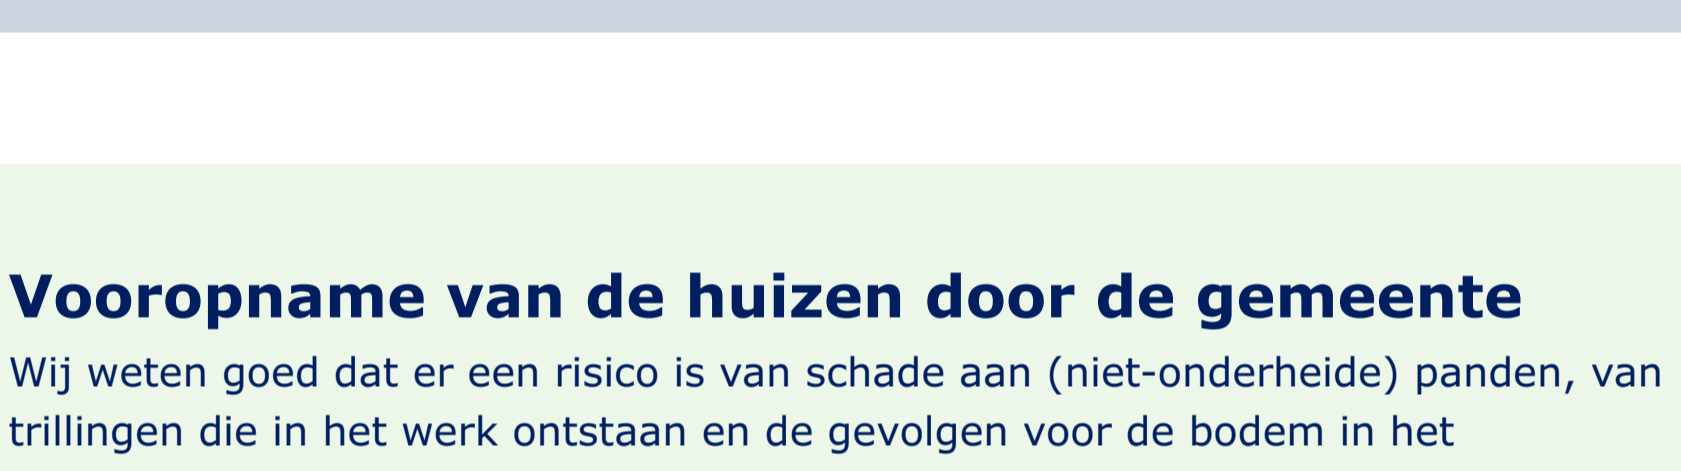 Vooropname van de huizen door de gemeente
Wij weten goed dat er een risico is van schade aan (niet-onderheide) panden, van
trillingen die in het werk ontstaan en de gevolgen voor de bodem in het